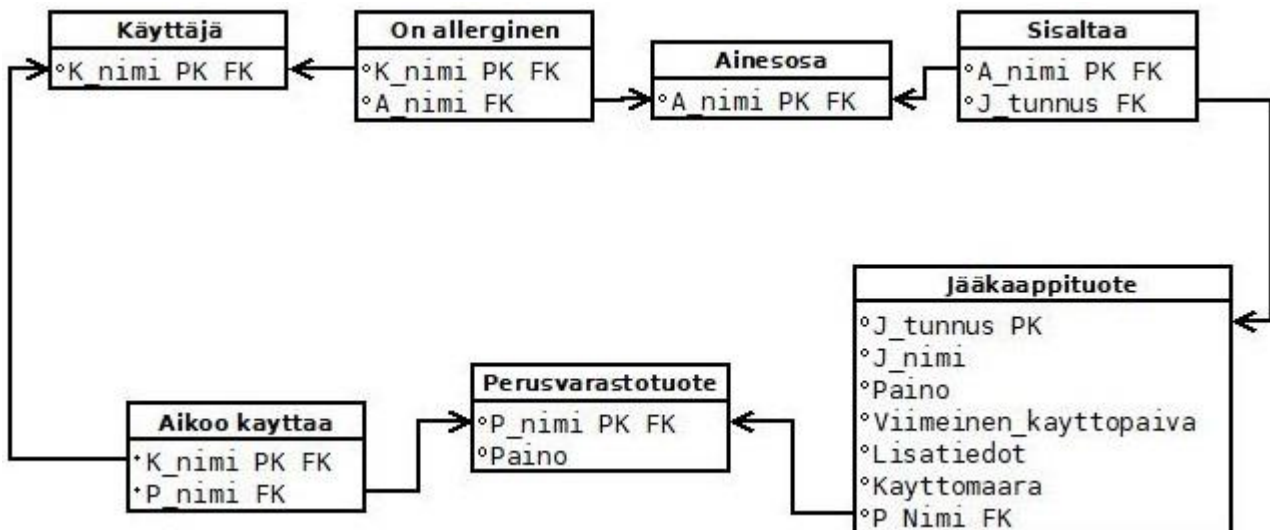 Käyttäjä
°K_nimi PK FK
On allerginen
°K_nimi PK FK
°A_nimi FK
Ainesosa
°A_nimi PK FK
Sisaltaa
°A_nimi PK FK
°J_tunnus FK
Jääkaappituote
°J_tunnus PK
°J_nimi
°Paino
°Viimeinen_kayttopaiva
°Lisatiedot
°Kayttomaara
°P_Nimi FK
Perusvarastotuote
°P_nimi PK FK
°Paino
Aikoo kayttaa
•K_nimi PK FK
•P_nimi FK